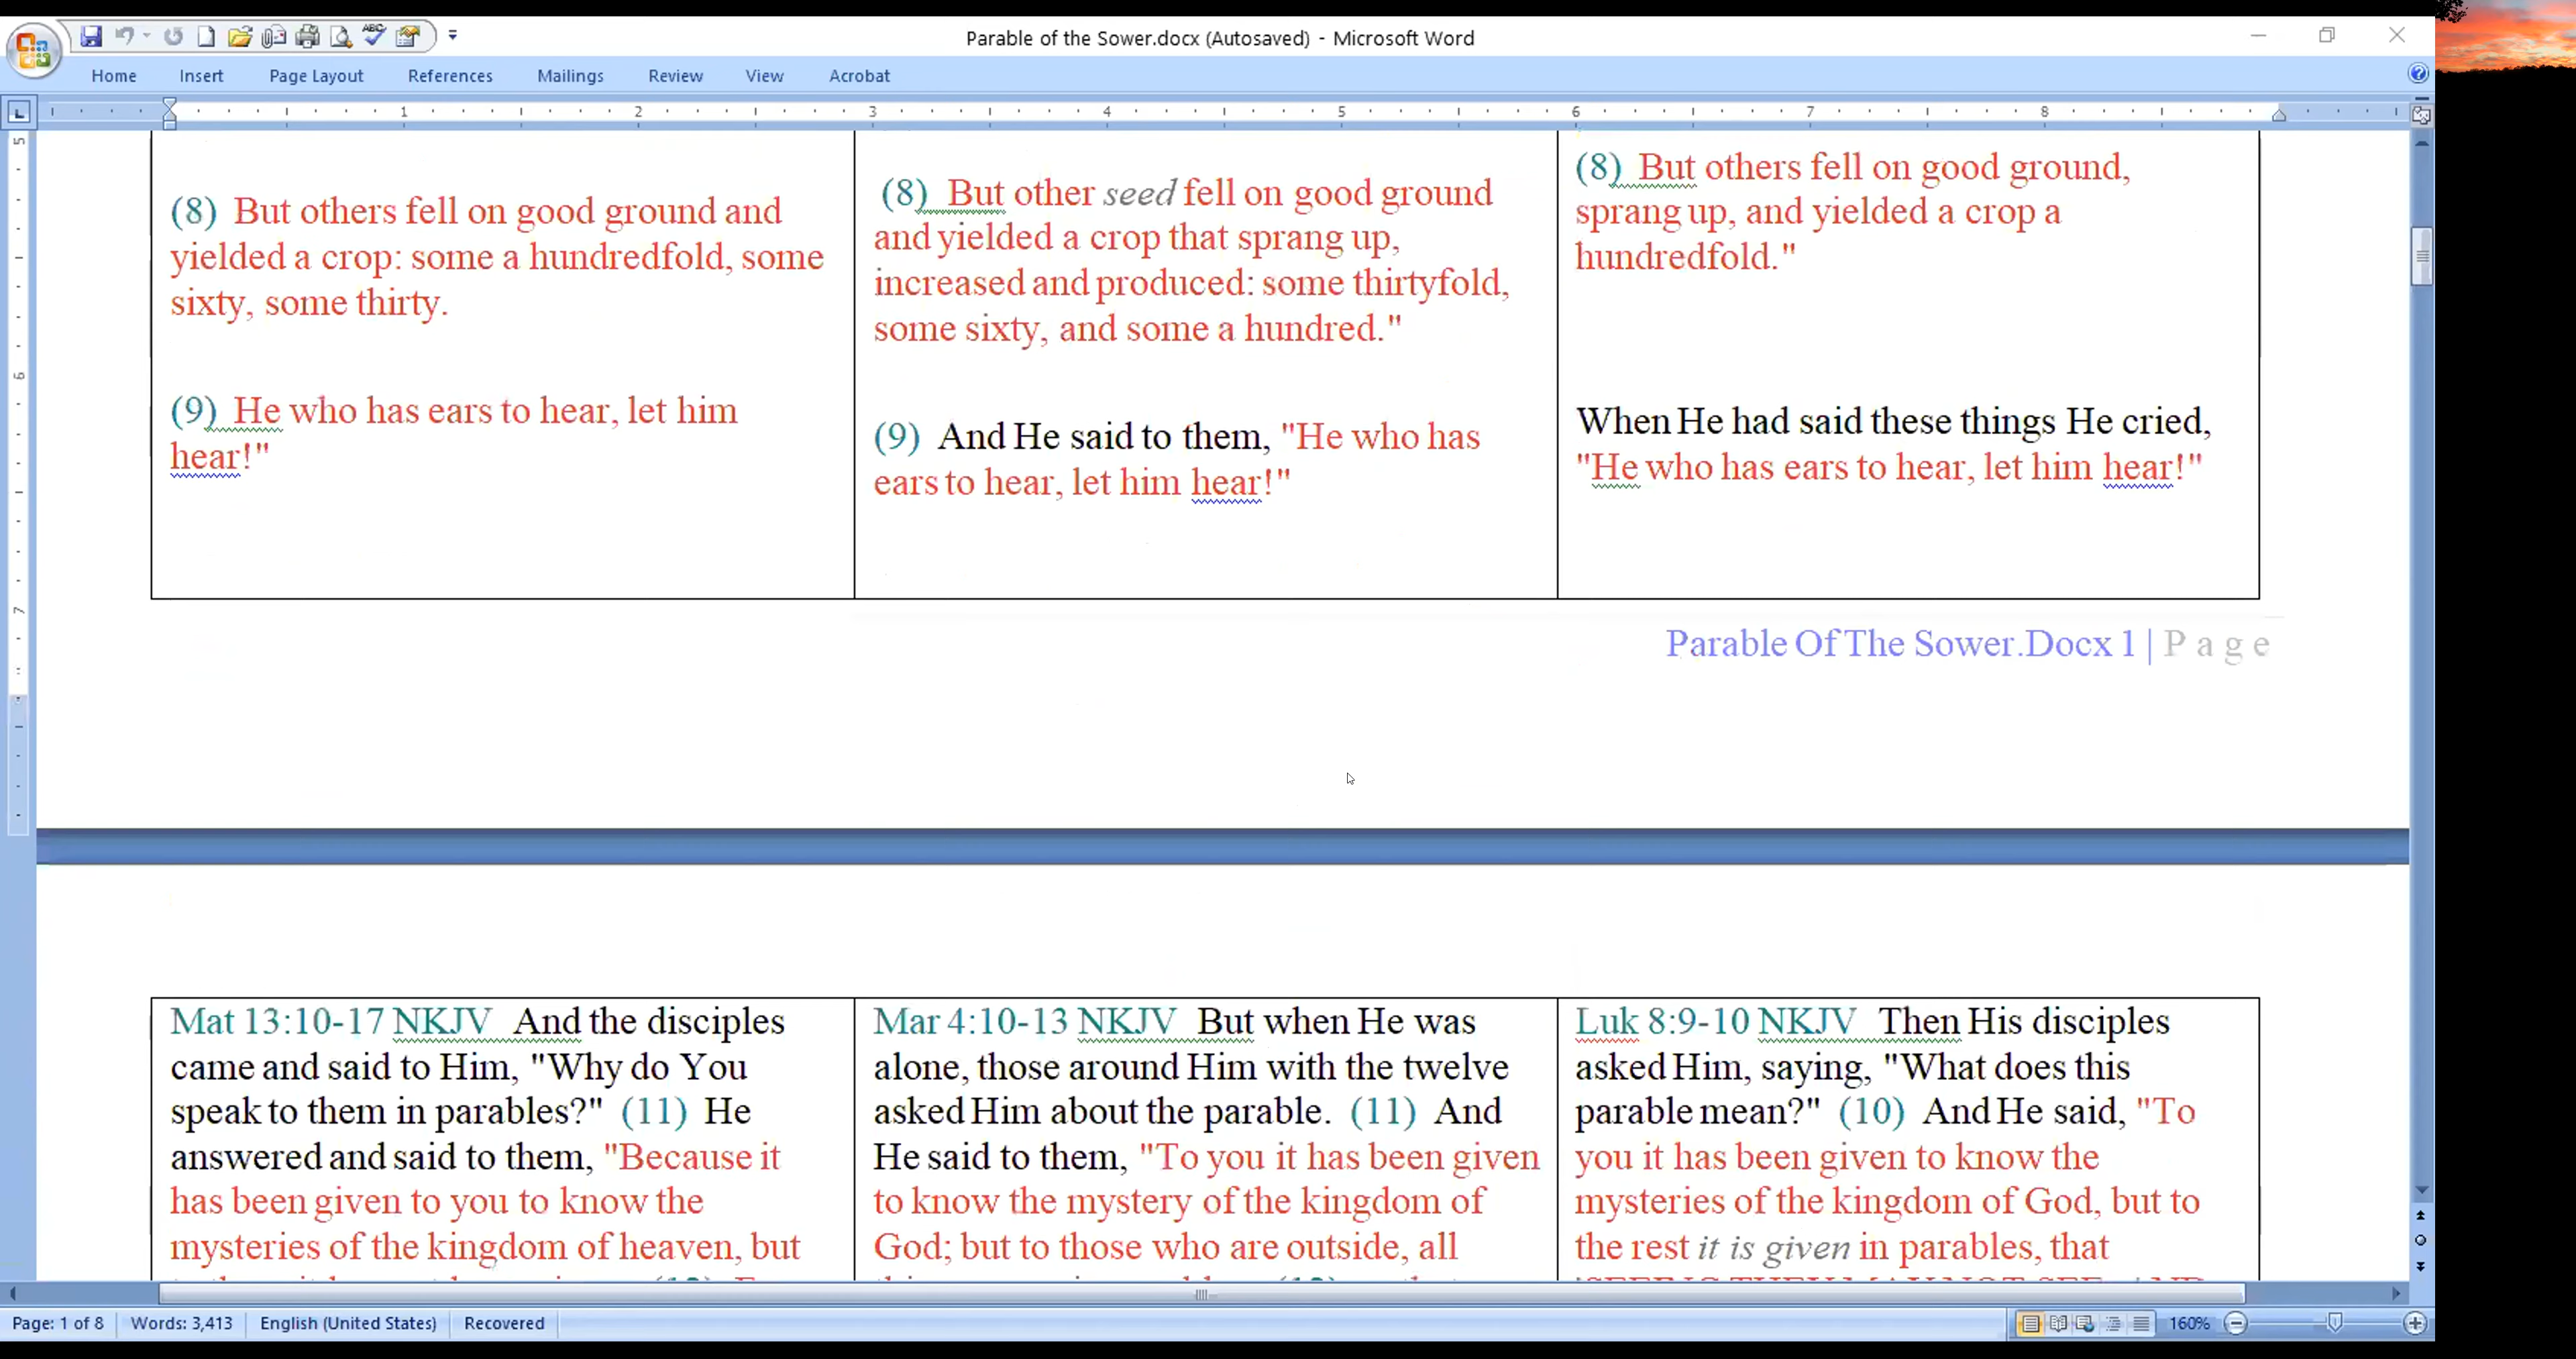 Parable of the Sower.docx (Autosaved) - Microsoft Word
Home Insert Page Layout References Mailings Review View Acrobat
1 2 3 4 5 6 7 8
5
6
7
(8) But others fell on good ground and
yielded a crop: some a hundredfold, some
sixty, some thirty.
(9) He who has ears to hear, let him
hear!"
(8) But other seed fell on good ground
and yielded a crop that sprang up,
increased and produced: some thirtyfold,
some sixty, and some a hundred."
(9) And He said to them, "He who has
ears to hear, let him hear!"
(8) But others fell on good ground,
sprang up, and yielded a crop a
hundredfold."
When He had said these things He cried,
"He who has ears to hear, let him hear!"
Parable Of The Sower.Docx 1 | P a g e
Mat 13:10-17 NKJV And the disciples
came and said to Him, "Why do You
speak to them in parables?" (11) He
answered and said to them, "Because it
has been given to you to know the
mysteries of the kingdom of heaven, but
Mar 4:10-13 NKJV But when He was
alone, those around Him with the twelve
asked Him about the parable. (11) And
He said to them, "To you it has been given
to know the mystery of the kingdom of
God; but to those who are outside, all
Luk 8:9-10 NKJV Then His disciples
asked Him, saying, "What does this
parable mean?" (10) And He said, "To
you it has been given to know the
mysteries of the kingdom of God, but to
the rest it is given in parables, that
Page: 1 of 8 Words: 3,413 English (United States) Recovered 160%